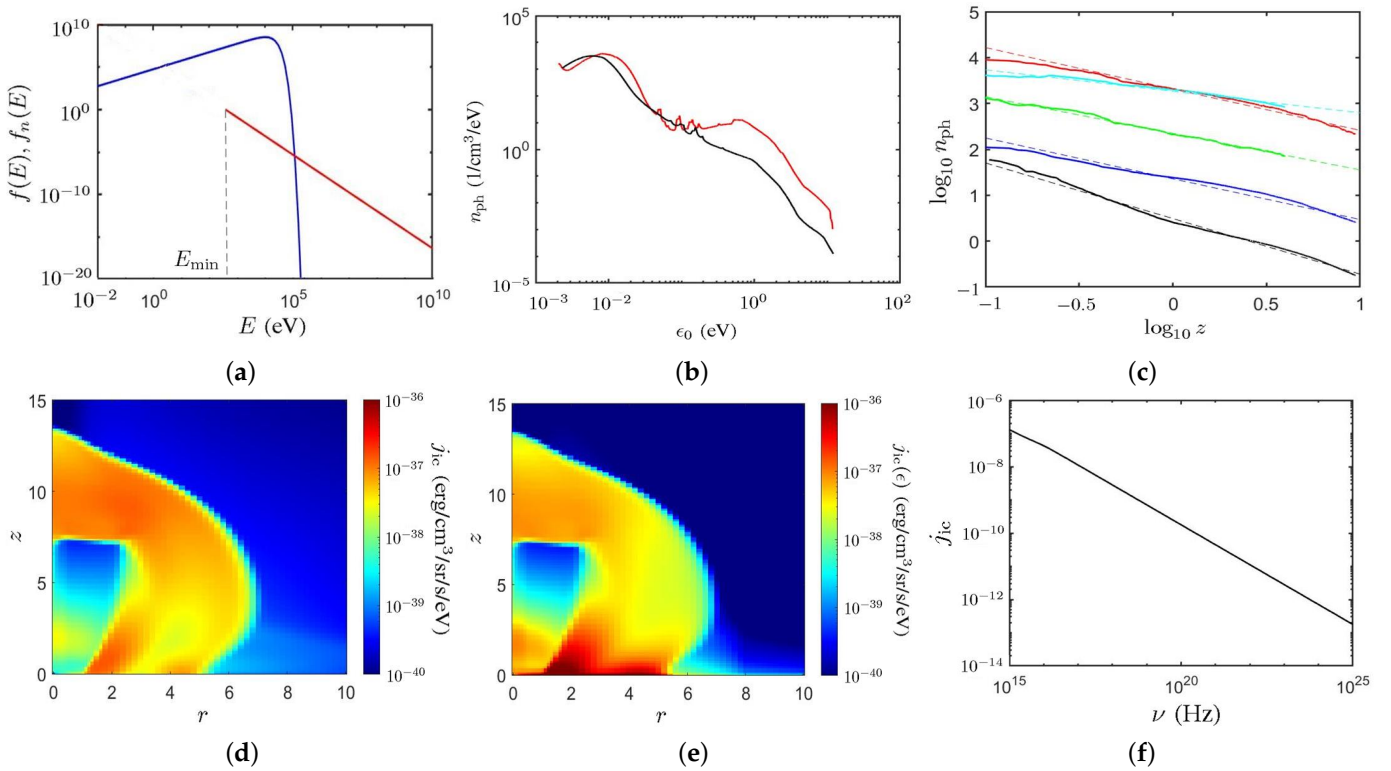 10^10
10^0
10^-10
10^-20
f(E), f_n(E)
E_min
10^-2 10^0 10^5 10^10
E (eV)
(a)
10^5
10^0
10^-5
n_ph (1/cm^3/eV)
10^-3 10^-2 10^0 10^2
ϵ_0 (eV)
(b)
5
4
3
2
1
0
−1
log_10 n_ph
-1 −0.5 0 0.5 1
log_10 z
(c)
15
10
5
0
z
0 2 4 6 8 10
r
10^-36
10^-37
10^-38
10^-39
10^-40
j_ic (erg/cm^3/sr/s/eV)
(d)
15
10
5
0
z
0 2 4 6 8 10
r
10^-36
10^-37
10^-38
10^-39
10^-40
j_ic(ϵ) (erg/cm^3/sr/s/eV)
(e)
10^-6
10^-8
10^-10
10^-12
10^-14
j_ic
10^15 10^20 10^25
ν (Hz)
(f)